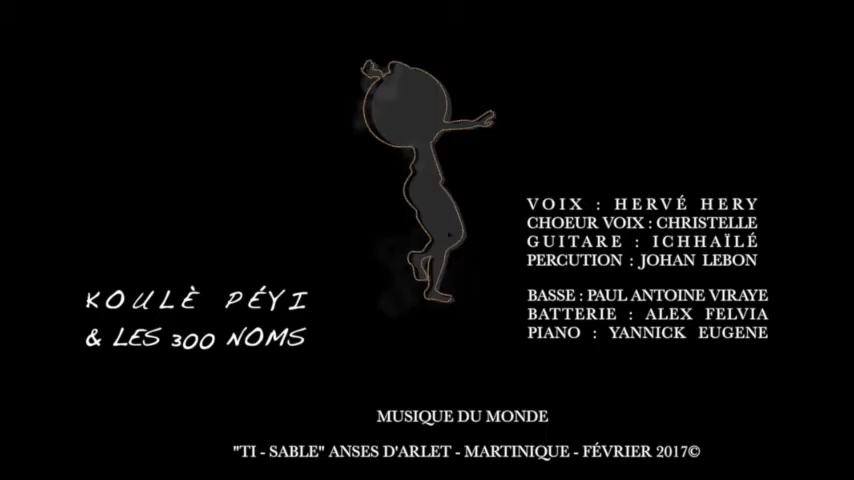 KOULÈ PÉYI
& LES 300 NOMS
VOIX : HERVÉ HERY
CHOEUR VOIX : CHRISTELLE
GUITARE : ICHHAÏLÉ
PERCUTION : JOHAN LEBON
BASSE : PAUL ANTOINE VIRAYE
BATTERIE : ALEX FELVIA
PIANO : YANNICK EUGENE
MUSIQUE DU MONDE
"TI - SABLE" ANSES D'ARLET - MARTINIQUE - FÉVRIER 2017©